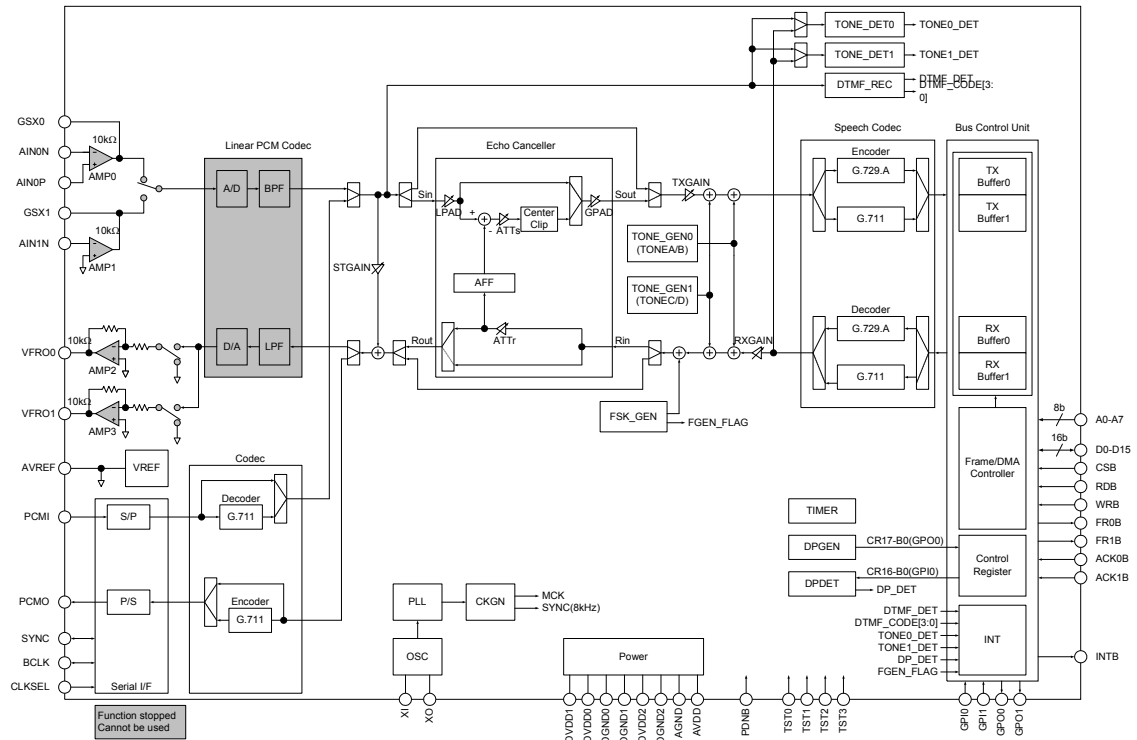 TONE_DET0
TONE0_DET
TONE_DET1
TONE1_DET
DTMF_REC
DTMF_DET
DTMF_CODE[3:
0]
GSX0
10kΩ
AIN0N
AIN0P
AMP0
GSX1
10kΩ
AIN1N
AMP1
Linear PCM Codec
A/D
BPF
Echo Canceller
Sin
LPAD
+
-
ATTs
Center
Clip
GPAD
Sout
TXGAIN
AFF
STGAIN
Rout
ATTr
Rin
TONE_GEN0
(TONEA/B)
TONE_GEN1
(TONEC/D)
RXGAIN
FSK_GEN
FGEN_FLAG
Speech Codec
Encoder
G.729.A
G.711
Decoder
G.729.A
G.711
Bus Control Unit
TX
Buffer0
TX
Buffer1
RX
Buffer0
RX
Buffer1
Frame/DMA
Controller
Control
Register
INT
8b
A0-A7
16b
D0-D15
CSB
RDB
WRB
FR0B
FR1B
ACK0B
ACK1B
INTB
VFRO0
10kΩ
AMP2
D/A
LPF
VFRO1
10kΩ
AMP3
AVREF
VREF
Codec
PCMI
S/P
Decoder
G.711
PCMO
P/S
Encoder
G.711
SYNC
BCLK
CLKSEL
Serial I/F
PLL
CKGN
MCK
SYNC(8kHz)
OSC
XI
XO
Power
DVDD1
DVDD0
DGND0
DGND1
DVDD2
DGND2
AGND
AVDD
PDNB
TST0
TST1
TST2
TST3
TIMER
DPGEN
CR17-B0(GPO0)
DPDET
CR16-B0(GPI0)
DP_DET
DTMF_DET
DTMF_CODE[3:0]
TONE0_DET
TONE1_DET
DP_DET
FGEN_FLAG
GPI0
GPI1
GPO0
GPO1
Function stopped
Cannot be used